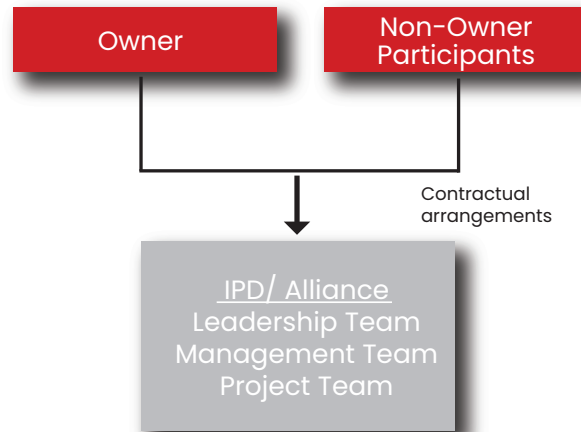 Owner
Non-Owner
Participants
Contractual
arrangements
IPD/ Alliance
Leadership Team
Management Team
Project Team